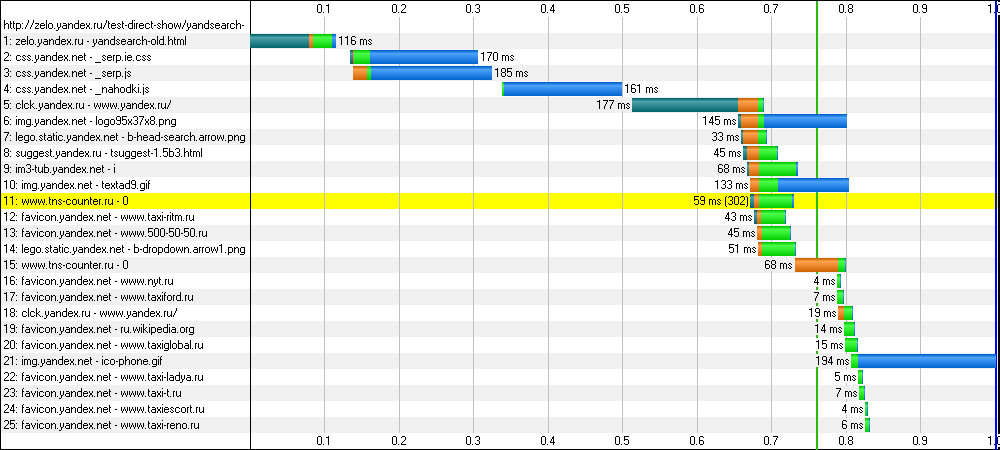 0.1 0.2 0.3 0.4 0.5 0.6 0.7 0.8 0.9 1.0
http://zelo.yandex.ru/test-direct-show/yandsearch-
1: zelo.yandex.ru - yandsearch-old.html 116 ms
2: css.yandex.net - _serp.ie.css 170 ms
3: css.yandex.net - _serp.js 185 ms
4: css.yandex.net - _nahodki.js 161 ms
5: clck.yandex.ru - www.yandex.ru/ 177 ms
6: img.yandex.net - logo95x37x8.png 145 ms
7: lego.static.yandex.net - b-head-search.arrow.png 33 ms
8: suggest.yandex.ru - tsuggest-1.5b3.html 45 ms
9: im3-tub.yandex.net - i 68 ms
10: img.yandex.net - textad9.gif 133 ms
11: www.tns-counter.ru - 0 59 ms (302)
12: favicon.yandex.net - www.taxi-ritm.ru 43 ms
13: favicon.yandex.net - www.500-50-50.ru 45 ms
14: lego.static.yandex.net - b-dropdown.arrow1.png 51 ms
15: www.tns-counter.ru - 0 68 ms
16: favicon.yandex.net - www.nyt.ru 4 ms
17: favicon.yandex.net - www.taxiford.ru 7 ms
18: clck.yandex.ru - www.yandex.ru/ 19 ms
19: favicon.yandex.net - ru.wikipedia.org 14 ms
20: favicon.yandex.net - www.taxiglobal.ru 15 ms
21: img.yandex.net - ico-phone.gif 194 ms
22: favicon.yandex.net - www.taxi-ladya.ru 5 ms
23: favicon.yandex.net - www.taxi-t.ru 7 ms
24: favicon.yandex.net - www.taxiescort.ru 4 ms
25: favicon.yandex.net - www.taxi-reno.ru 6 ms
0.1 0.2 0.3 0.4 0.5 0.6 0.7 0.8 0.9 1.0